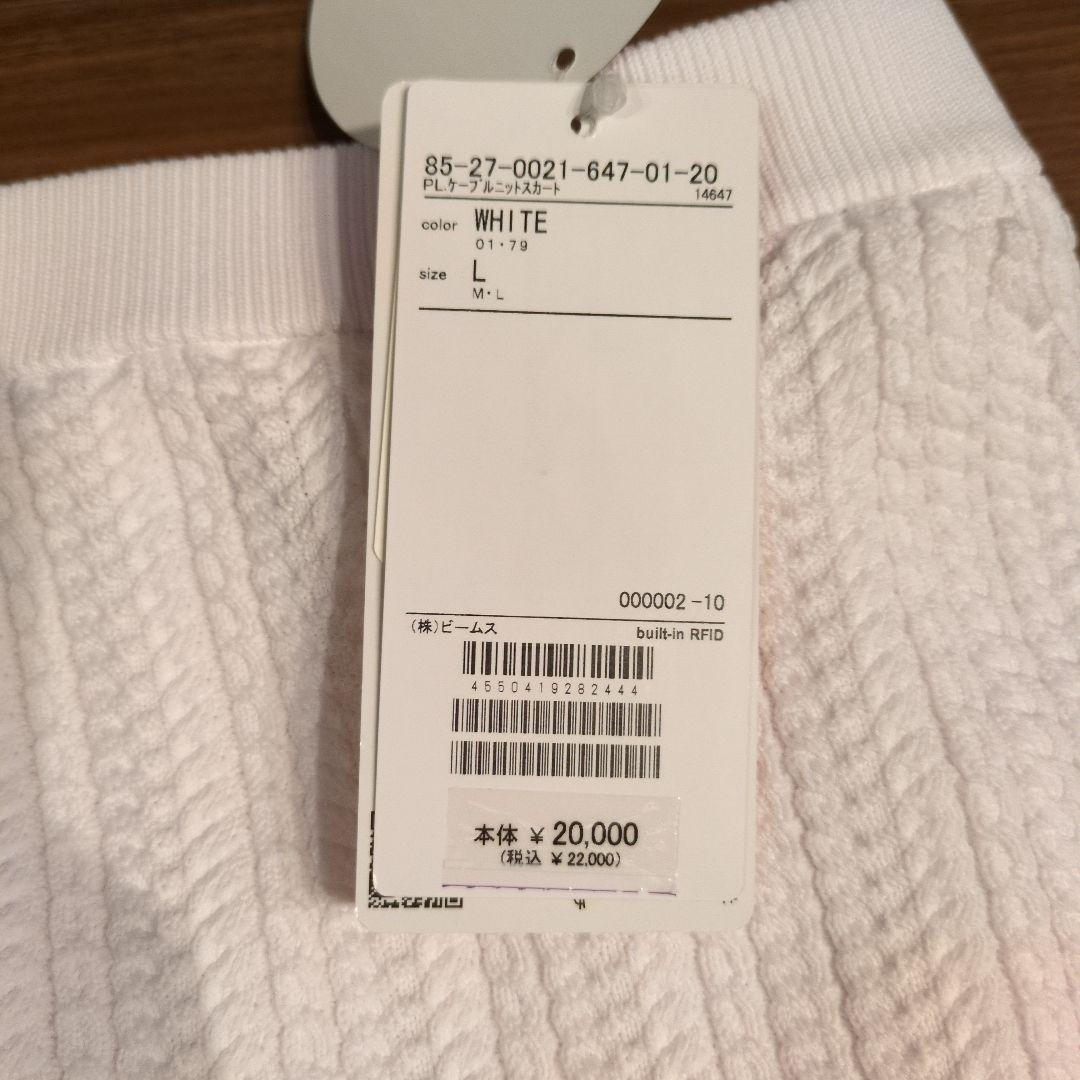 85-27-0021-647-01-20
PL.ケーブルニットスカート
14647
color WHITE
01・79
size L
M・L
000002-10
(株)ビームス built-in RFID
4550419282444
本体 ¥20,000
(税込 ¥22,000)